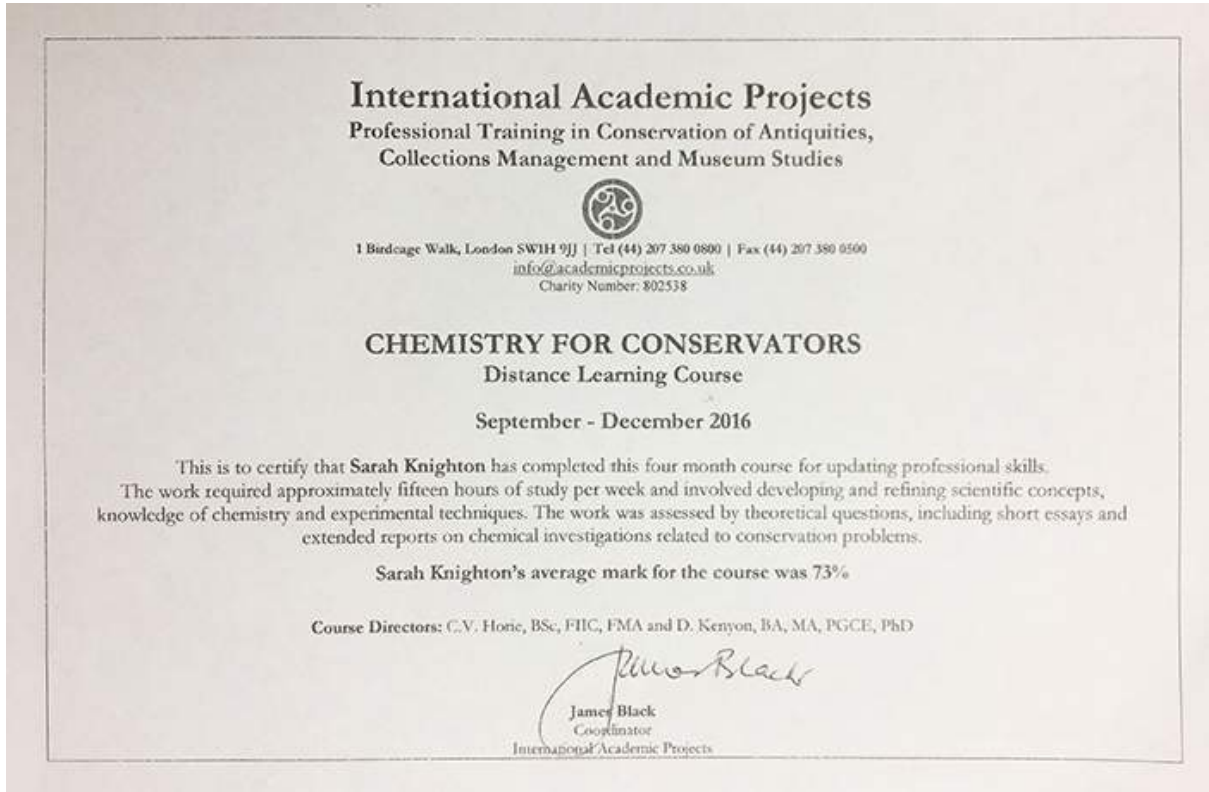 International Academic Projects
Professional Training in Conservation of Antiquities,
Collections Management and Museum Studies
1 Birdcage Walk, London SW1H 9JJ | Tel (44) 207 380 0800 | Fax (44) 207 380 0500
info@academicprojects.co.uk
Charity Number: 802538
CHEMISTRY FOR CONSERVATORS
Distance Learning Course
September - December 2016
This is to certify that Sarah Knighton has completed this four month course for updating professional skills.
The work required approximately fifteen hours of study per week and involved developing and refining scientific concepts,
knowledge of chemistry and experimental techniques. The work was assessed by theoretical questions, including short essays and
extended reports on chemical investigations related to conservation problems.
Sarah Knighton's average mark for the course was 73%
Course Directors: C.V. Horie, BSc, FIIC, FMA and D. Kenyon, BA, MA, PGCE, PhD
James Black
James Black
Coordinator
International Academic Projects